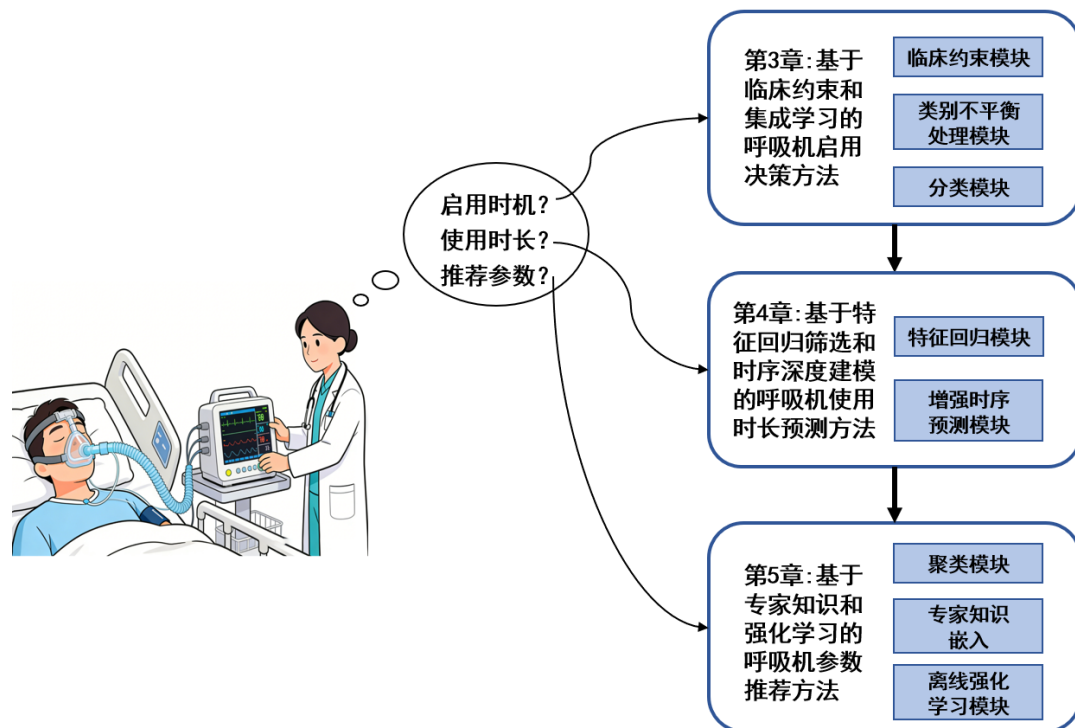 启用时机?
使用时长?
推荐参数?
第3章:基于
临床约束和
集成学习的
呼吸机启用
决策方法
临床约束模块
类别不平衡
处理模块
分类模块
第4章:基于特
征回归筛选和
时序深度建模
的呼吸机使用
时长预测方法
特征回归模块
增强时序
预测模块
第5章:基于
专家知识和
强化学习的
呼吸机参数
推荐方法
聚类模块
专家知识
嵌入
离线强化
学习模块